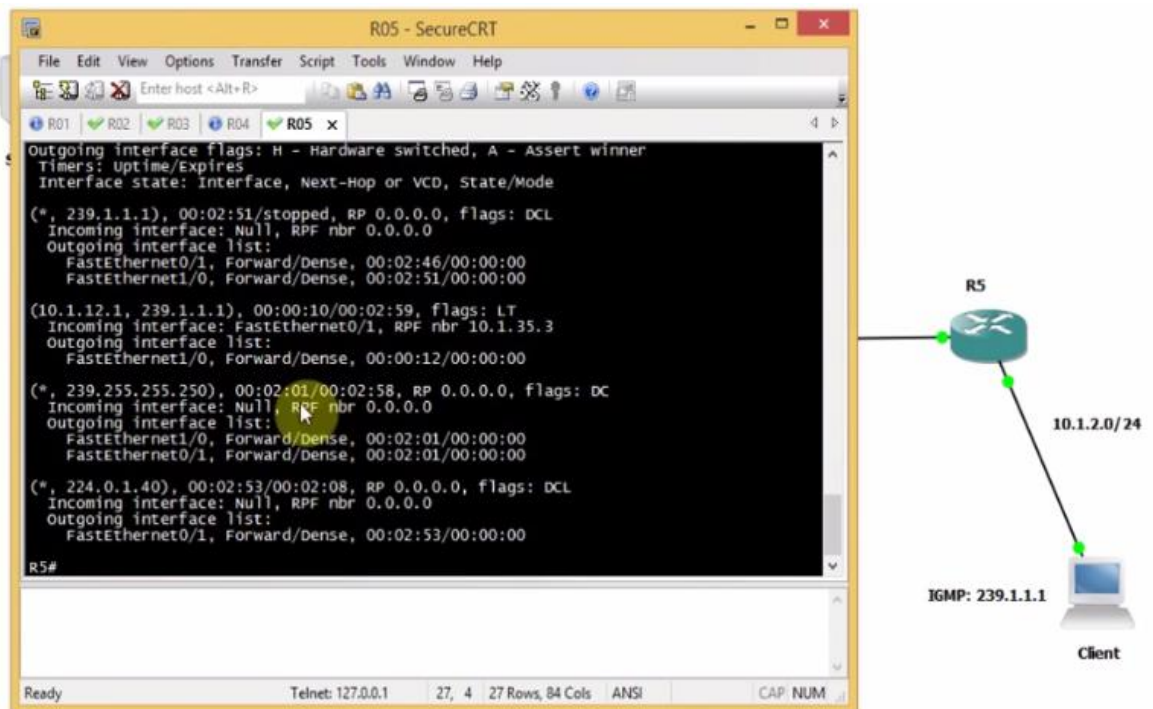 R05 - SecureCRT
File Edit View Options Transfer Script Tools Window Help
Enter host <Alt+R>
R01 R02 R03 R04 R05 x
Outgoing interface flags: H - Hardware switched, A - Assert winner
Timers: Uptime/Expires
Interface state: Interface, Next-Hop or VCD, State/Mode
(*, 239.1.1.1), 00:02:51/stopped, RP 0.0.0.0, flags: DCL
Incoming interface: Null, RPF nbr 0.0.0.0
Outgoing interface list:
FastEthernet0/1, Forward/Dense, 00:02:46/00:00:00
FastEthernet1/0, Forward/Dense, 00:02:51/00:00:00
(10.1.12.1, 239.1.1.1), 00:00:10/00:02:59, flags: LT
Incoming interface: FastEthernet0/1, RPF nbr 10.1.35.3
Outgoing interface list:
FastEthernet1/0, Forward/Dense, 00:00:12/00:00:00
(*, 239.255.255.250), 00:02:01/00:02:58, RP 0.0.0.0, flags: DC
Incoming interface: Null, RPF nbr 0.0.0.0
Outgoing interface list:
FastEthernet1/0, Forward/Dense, 00:02:01/00:00:00
FastEthernet0/1, Forward/Dense, 00:02:01/00:00:00
(*, 224.0.1.40), 00:02:53/00:02:08, RP 0.0.0.0, flags: DCL
Incoming interface: Null, RPF nbr 0.0.0.0
Outgoing interface list:
FastEthernet0/1, Forward/Dense, 00:02:53/00:00:00
R5#
Ready Telnet: 127.0.0.1 27, 4 27 Rows, 84 Cols ANSI CAP NUM
R5
10.1.2.0/24
IGMP: 239.1.1.1
Client